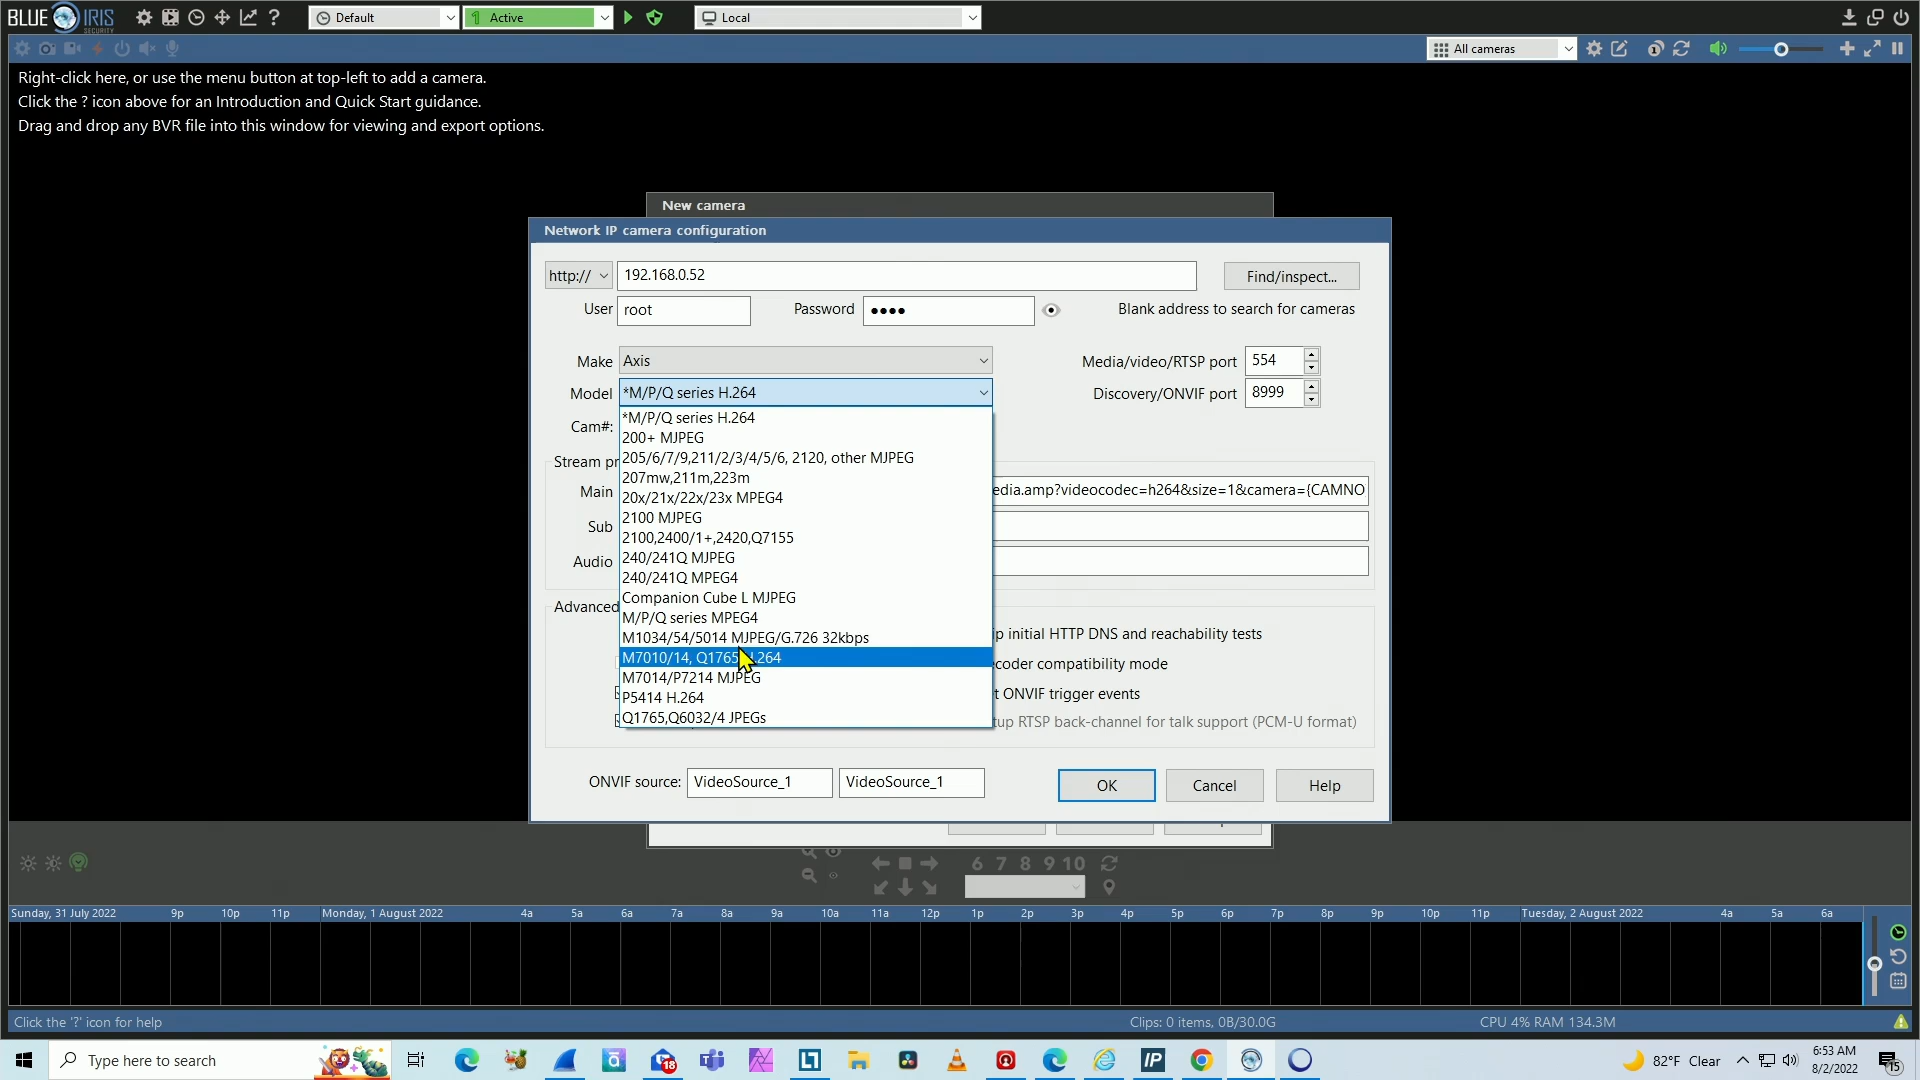 BLUE IRIS
SECURITY
Default
1 Active
Local
All cameras
Right-click here, or use the menu button at top-left to add a camera.
Click the ? icon above for an Introduction and Quick Start guidance.
Drag and drop any BVR file into this window for viewing and export options.
New camera
Network IP camera configuration
http://
192.168.0.52
Find/inspect...
User
root
Password
●●●●
Blank address to search for cameras
Make
Axis
Media/video/RTSP port
554
Model
*M/P/Q series H.264
Discovery/ONVIF port
8999
*M/P/Q series H.264
Cam#:
200+ MJPEG
205/6/7/9,211/2/3/4/5/6, 2120, other MJPEG
Stream pr
207mw,211m,223m
Main
edia.amp?videocodec=h264&size=1&camera={CAMNO
20x/21x/22x/23x MPEG4
2100 MJPEG
Sub
2100,2400/1+,2420,Q7155
240/241Q MJPEG
Audio
240/241Q MPEG4
Companion Cube L MJPEG
Advanced
M/P/Q series MPEG4
M1034/54/5014 MJPEG/G.726 32kbps
ip initial HTTP DNS and reachability tests
M7010/14, Q1765 H.264
ecoder compatibility mode
M7014/P7214 MJPEG
P5414 H.264
t ONVIF trigger events
Q1765,Q6032/4 JPEGs
tup RTSP back-channel for talk support (PCM-U format)
ONVIF source:
VideoSource_1
VideoSource_1
OK
Cancel
Help
6 7 8 9 10
Sunday, 31 July 2022 9p 10p 11p Monday, 1 August 2022 4a 5a 6a 7a 8a 9a 10a 11a 12p 1p 2p 3p 4p 5p 6p 7p 8p 9p 10p 11p Tuesday, 2 August 2022 4a 5a 6a
Click the '?' icon for help
Clips: 0 items, 0B/30.0G
CPU 4% RAM 134.3M
Type here to search
18
IP
82°F Clear
6:53 AM
8/2/2022
15